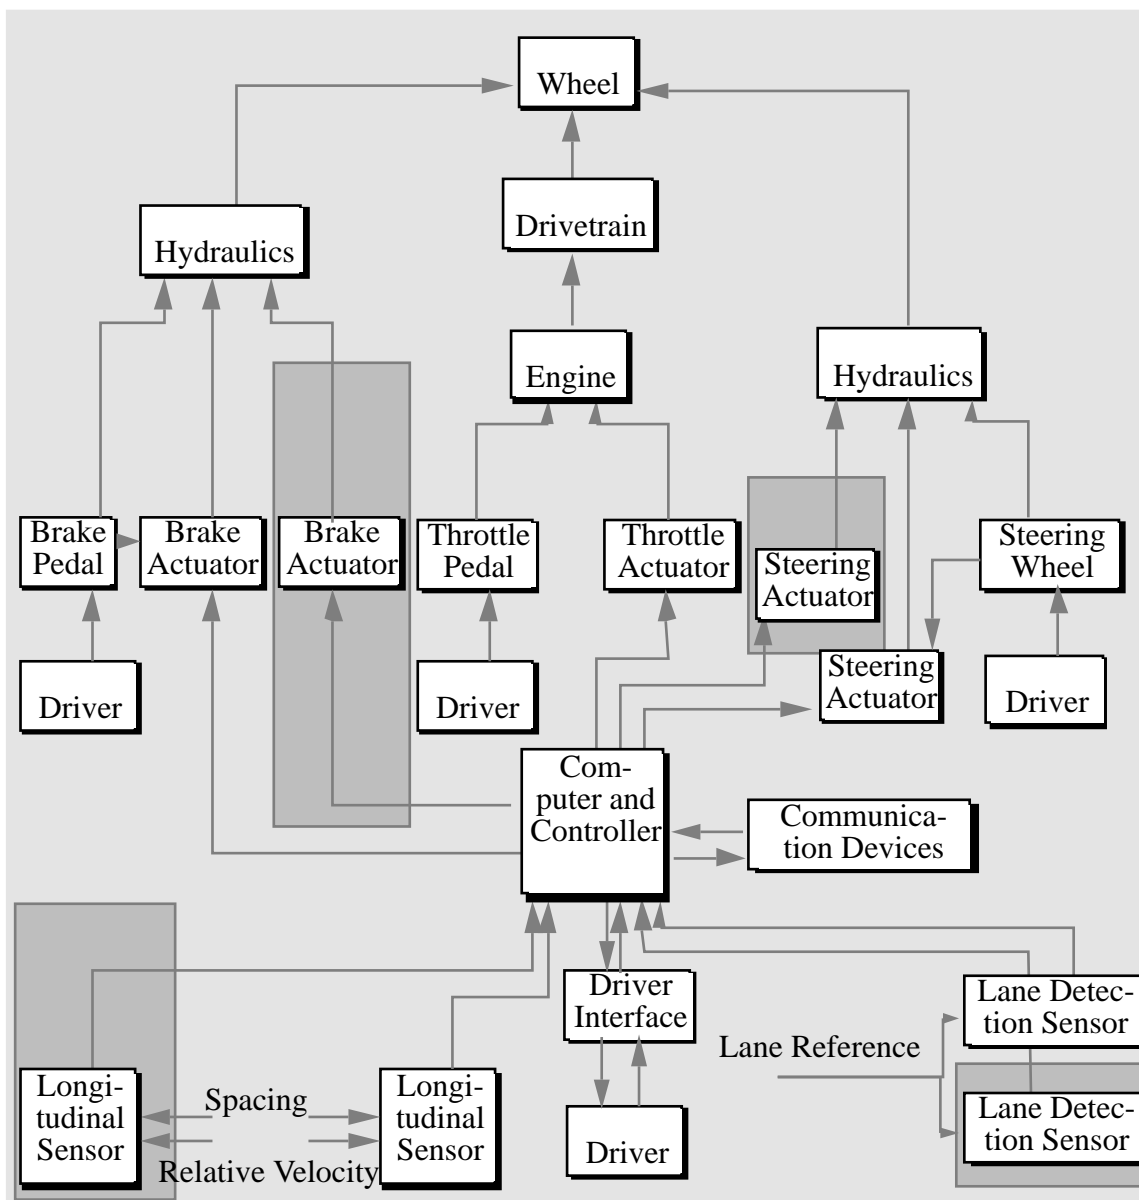 Wheel
Drivetrain
Hydraulics
Engine
Hydraulics
Brake
Pedal
Brake
Actuator
Brake
Actuator
Throttle
Pedal
Throttle
Actuator
Steering
Actuator
Steering
Wheel
Driver
Driver
Steering
Actuator
Driver
Com-
puter and
Controller
Communica-
tion Devices
Driver
Interface
Lane Detec-
tion Sensor
Lane Reference
Longi-
tudinal
Sensor
Spacing
Relative Velocity
Longi-
tudinal
Sensor
Driver
Lane Detec-
tion Sensor